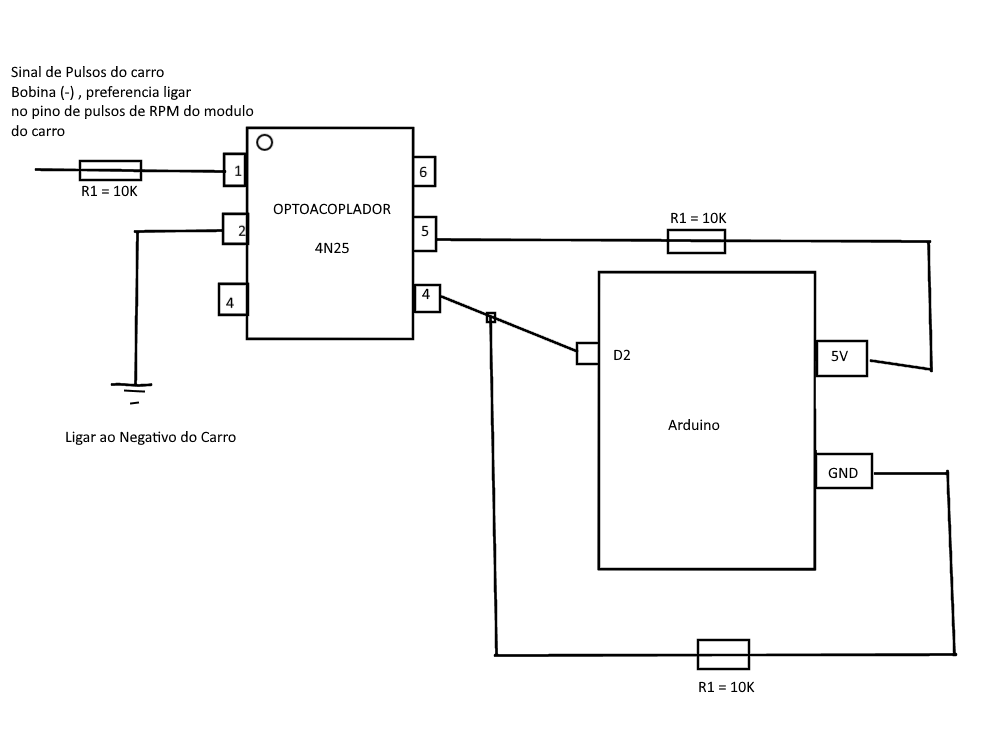 Sinal de Pulsos do carro
Bobina (-) , preferencia ligar
no pino de pulsos de RPM do modulo
do carro
R1 = 10K
1
2
4
OPTOACOPLADOR
4N25
6
5
4
R1 = 10K
D2
5V
Arduino
GND
Ligar ao Negativo do Carro
R1 = 10K